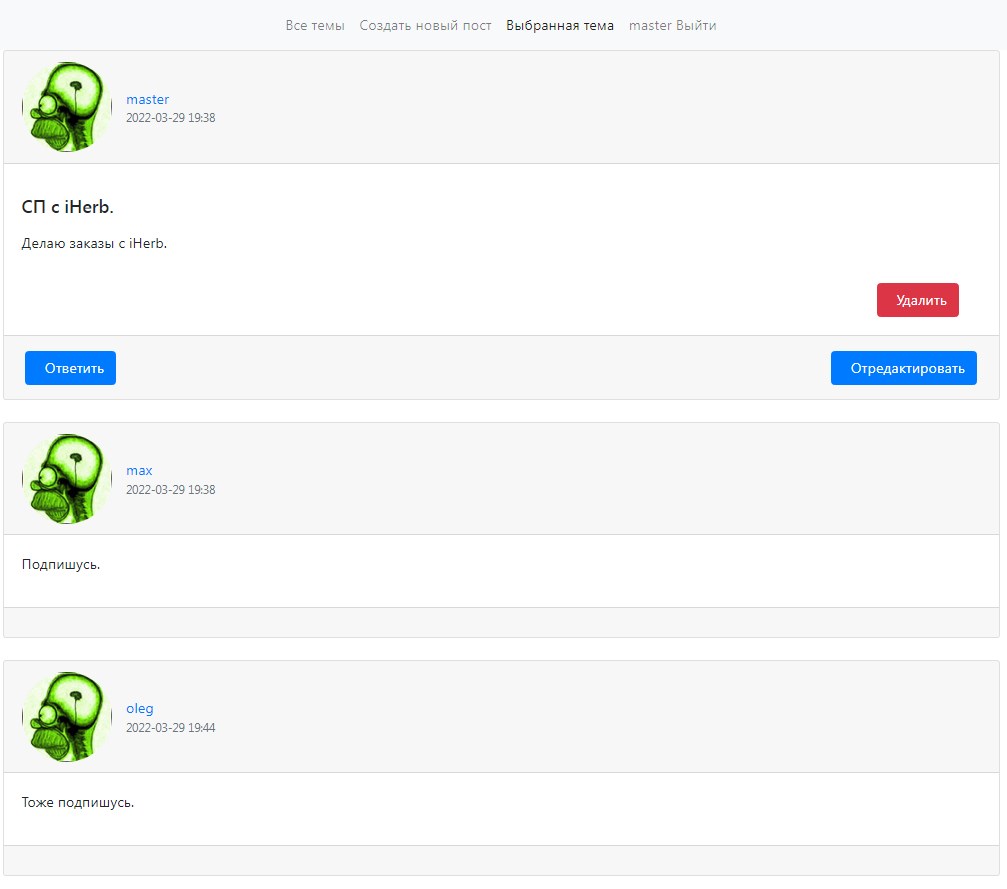 Все темы Создать новый пост Выбранная тема master Выйти
master
2022-03-29 19:38
СП с iHerb.
Делаю заказы с iHerb.
Удалить
Ответить Отредактировать
max
2022-03-29 19:38
Подпишусь.
oleg
2022-03-29 19:44
Тоже подпишусь.